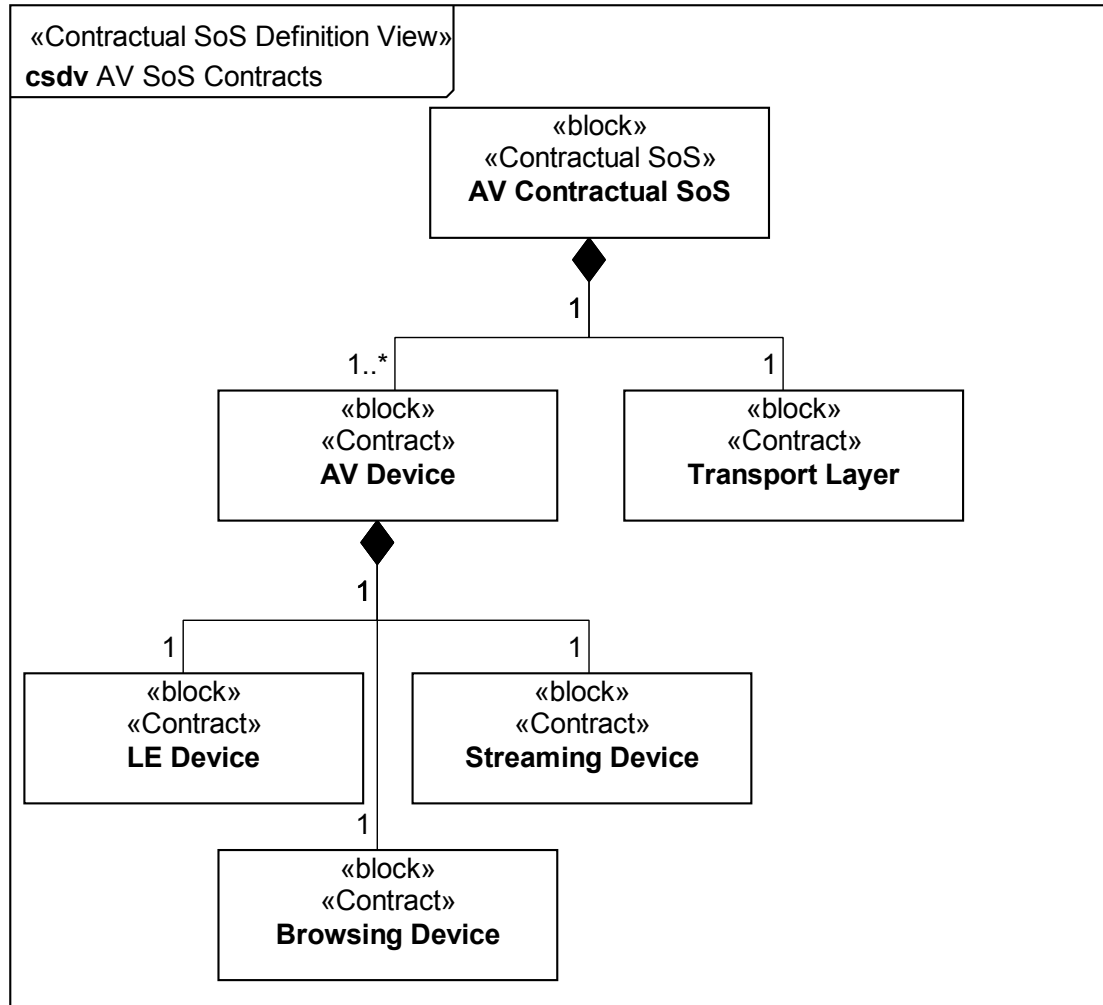 «Contractual SoS Definition View»
csdv AV SoS Contracts
«block»
«Contractual SoS»
AV Contractual SoS
1
1..*
1
«block»
«Contract»
AV Device
«block»
«Contract»
Transport Layer
1
1
1
«block»
«Contract»
LE Device
«block»
«Contract»
Streaming Device
1
«block»
«Contract»
Browsing Device